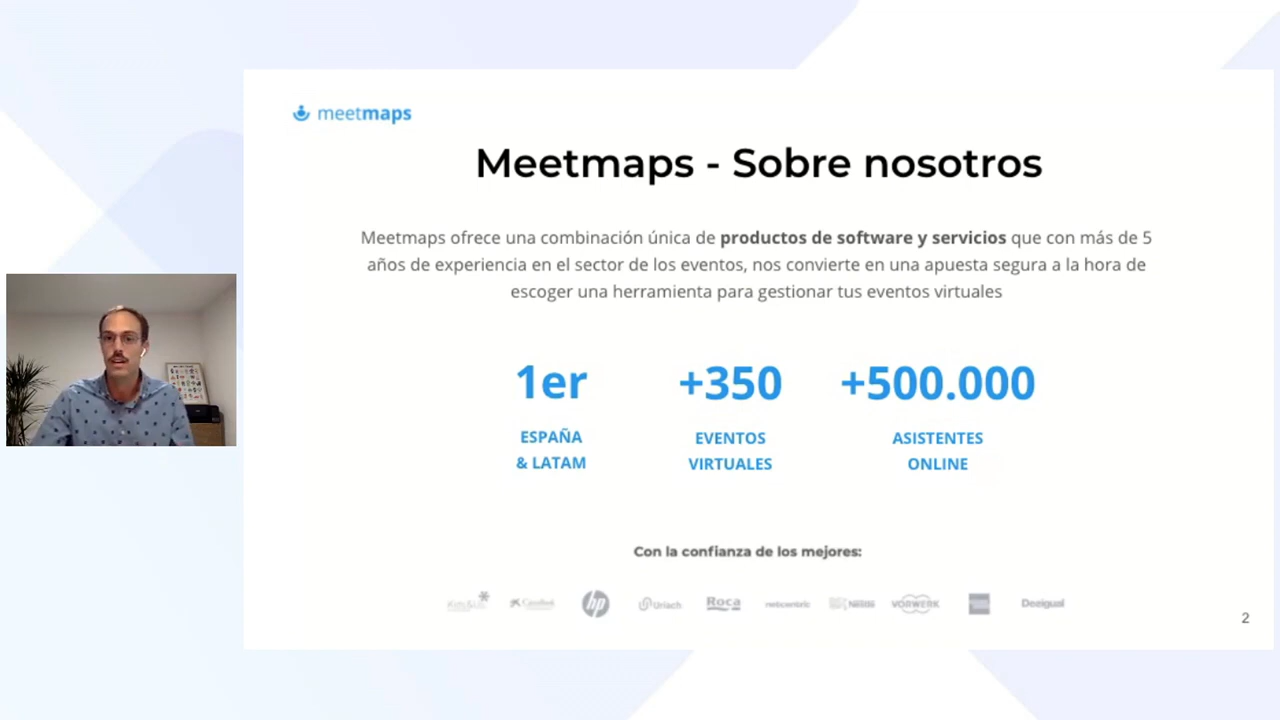 meetmaps
Meetmaps - Sobre nosotros
Meetmaps ofrece una combinación única de productos de software y servicios que con más de 5
años de experiencia en el sector de los eventos, nos convierte en una apuesta segura a la hora de
escoger una herramienta para gestionar tus eventos virtuales
1er +350 +500.000
ESPAÑA EVENTOS ASISTENTES
& LATAM VIRTUALES ONLINE
Con la confianza de los mejores:
hp Uriach Roca netcentric Nestlé VORWERK Desigual
2